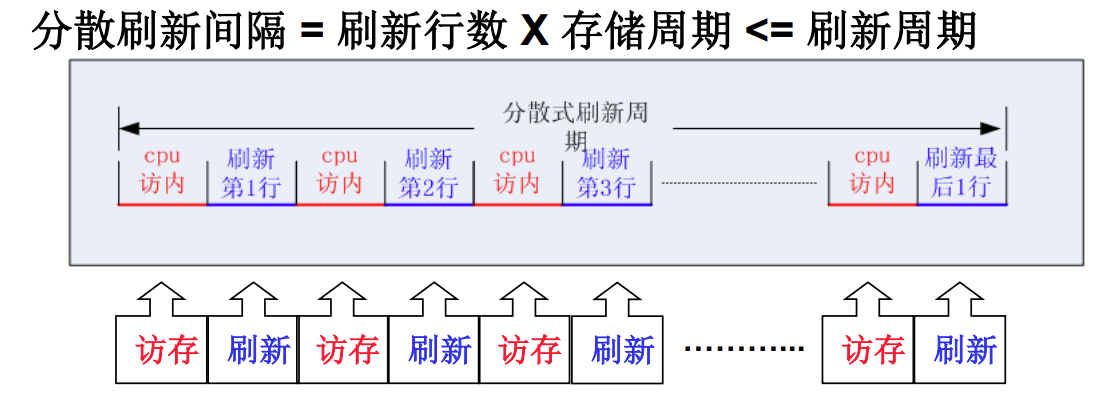 分散刷新间隔 = 刷新行数 X 存储周期 <= 刷新周期
分散式刷新周
期
cpu 刷新 cpu 刷新 cpu 刷新 cpu 刷新最
访内 第1行 访内 第2行 访内 第3行 访内 后1行
访存 刷新 访存 刷新 访存 刷新 ………... 访存 刷新